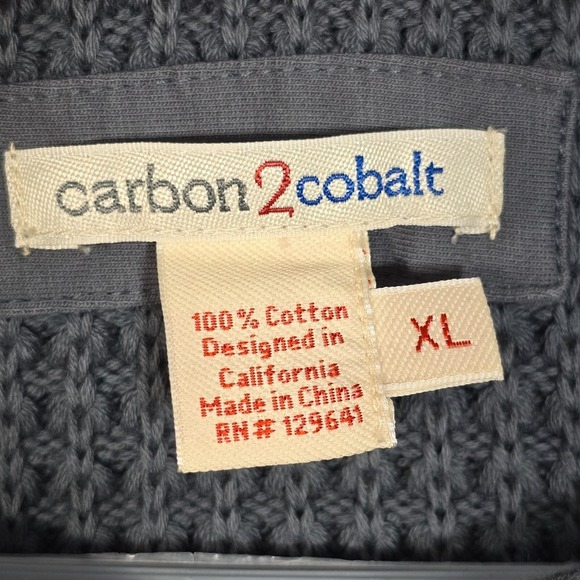 carbon2cobalt
100% Cotton
Designed in
California
Made in China
RN# 129641
XL